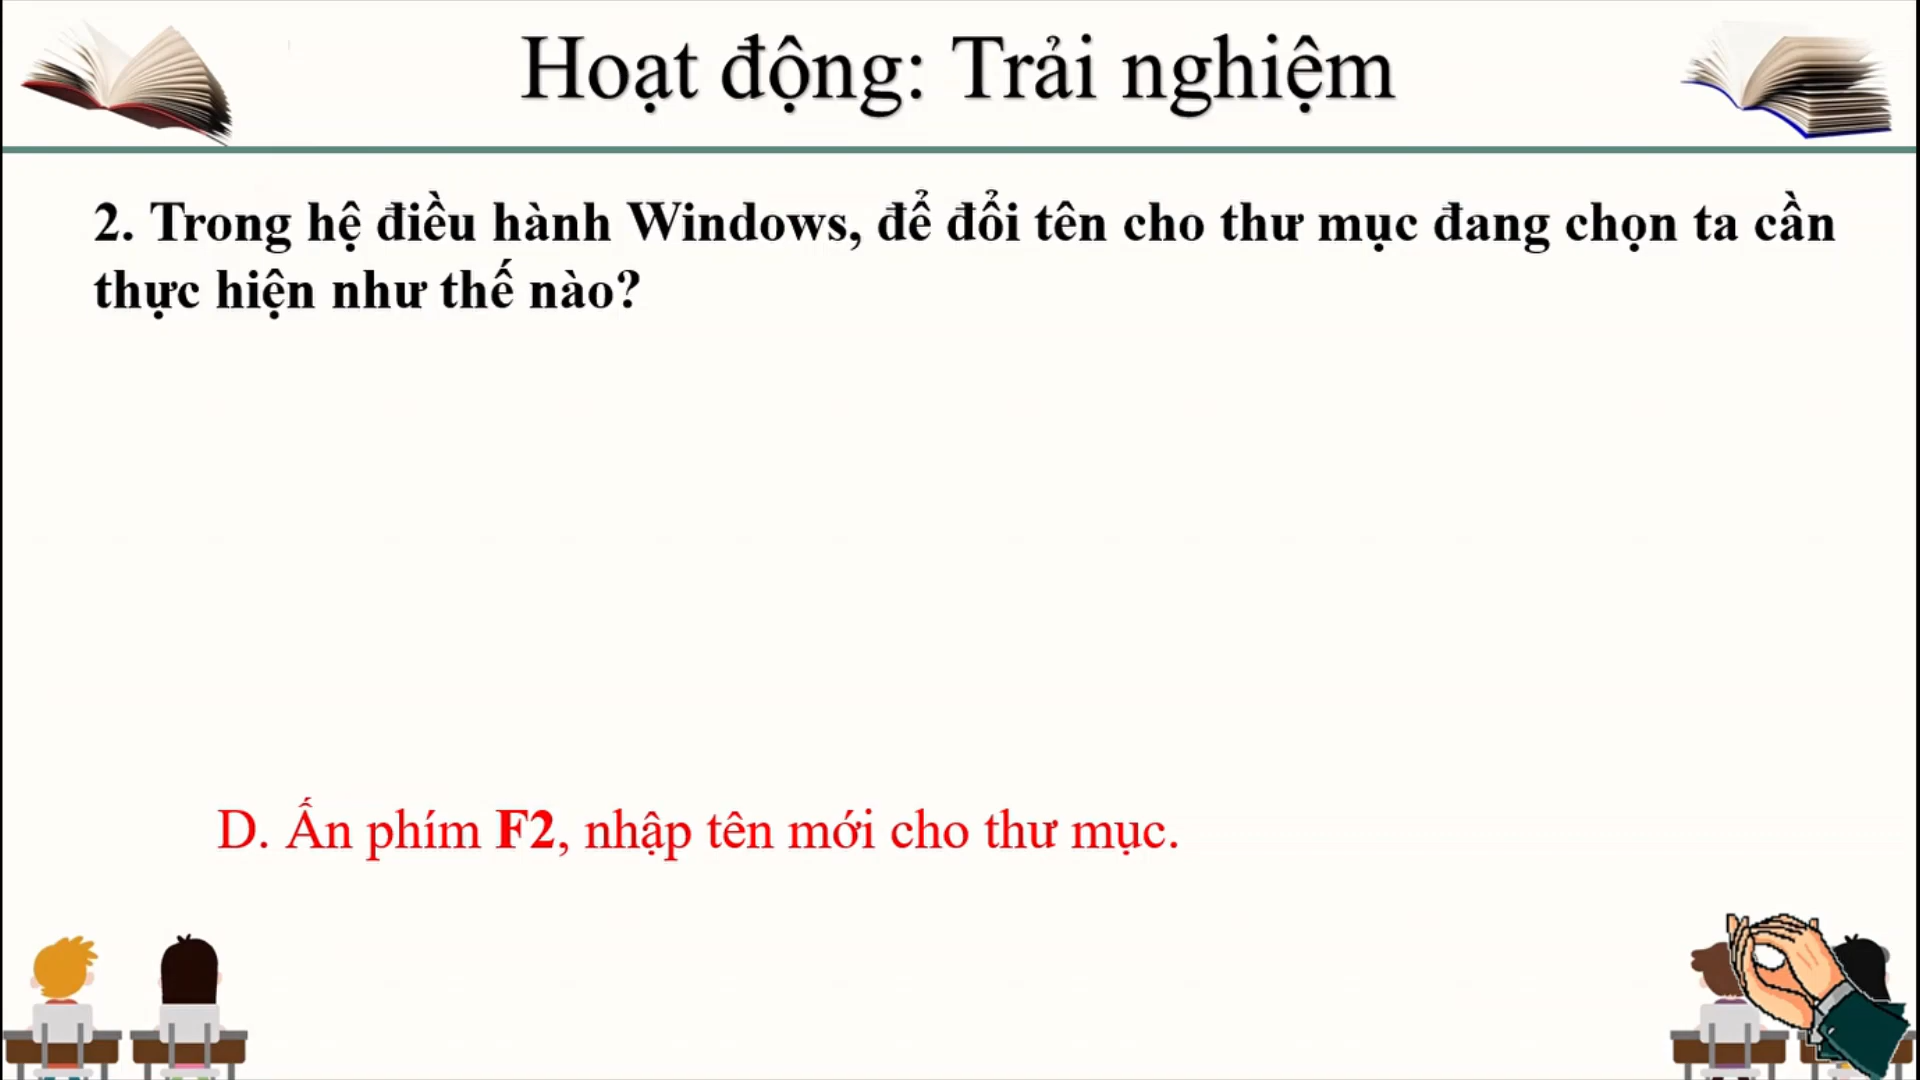 Hoạt động: Trải nghiệm
2. Trong hệ điều hành Windows, để đổi tên cho thư mục đang chọn ta cần
thực hiện như thế nào?
D. Ấn phím F2, nhập tên mới cho thư mục.